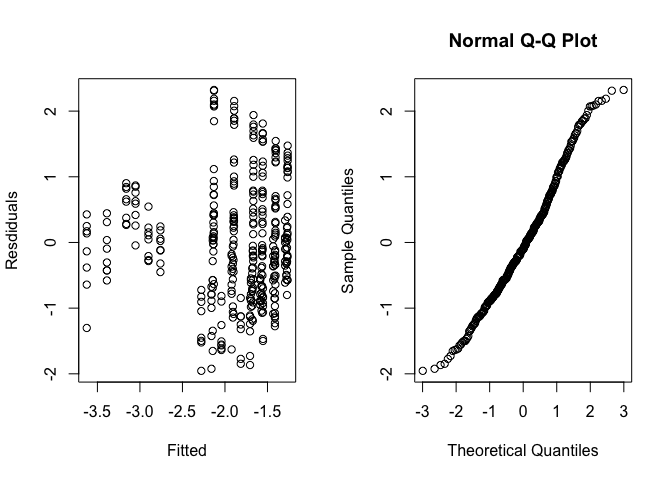 Resdiduals
2
1
0
-1
-2
-3.5 -3.0 -2.5 -2.0 -1.5
Fitted
Normal Q-Q Plot
Sample Quantiles
2
1
0
-1
-2
-3 -2 -1 0 1 2 3
Theoretical Quantiles